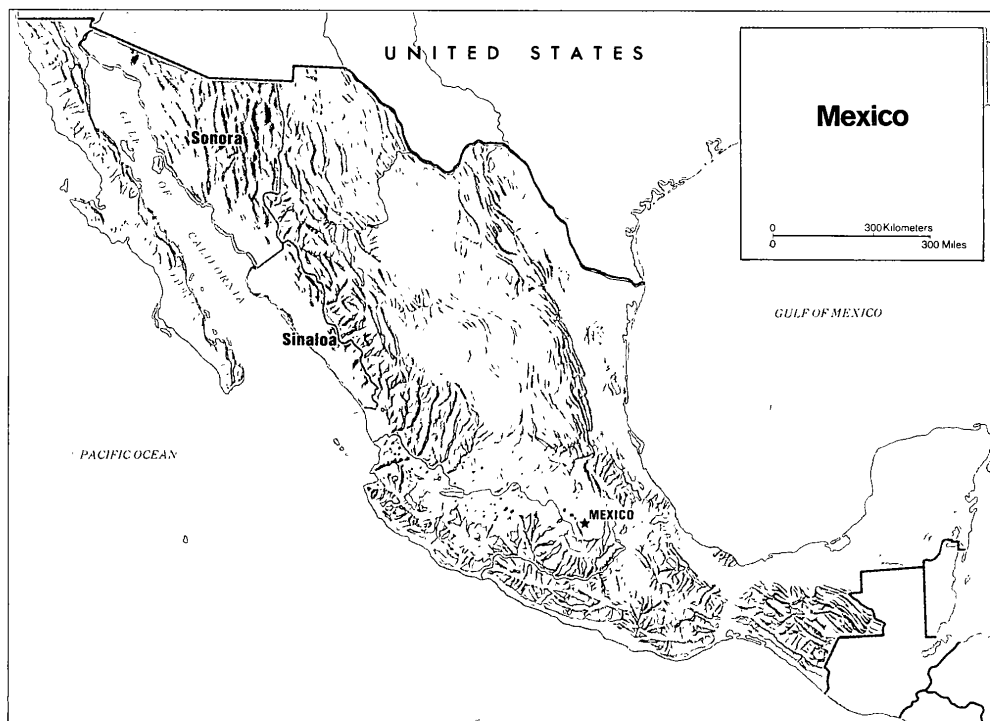 UNITED STATES
Mexico
0 300 Kilometers
0 300 Miles
Sonora
GULF
OF
CALIFORNIA
Sinaloa
GULF OF MEXICO
PACIFIC OCEAN
MEXICO